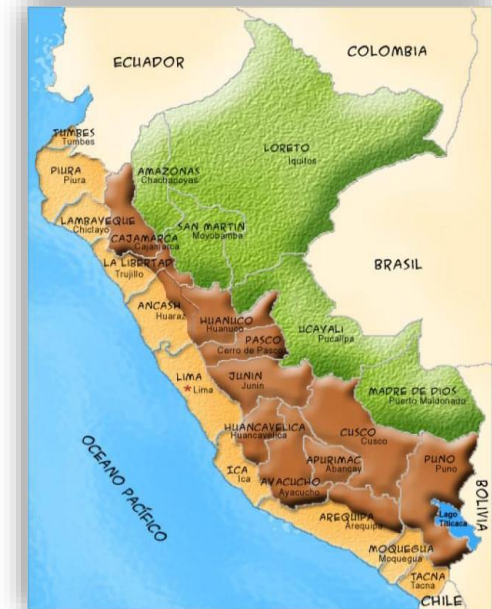 ECUADOR
COLOMBIA
TUMBES
Tumbes
PIURA
Piura
AMAZONAS
Chachapoyas
LORETO
Iquitos
LAMBAYEQUE
Chiclayo
CAJAMARCA
Cajamarca
SAN MARTIN
Moyobamba
LA LIBERTAD
Trujillo
BRASIL
ANCASH
Huaraz
HUANUCO
Huanuco
UCAYALI
Pucallpa
PASCO
Cerro de Pasco
LIMA
Lima
JUNIN
Junin
MADRE DE DIOS
Puerto Maldonado
HUANCAVELICA
Huancavelica
CUSCO
Cusco
OCEANO PACÍFICO
APURIMAC
Abancay
PUNO
Puno
ICA
Ica
AYACUCHO
Ayacucho
BOLIVIA
Lago
Titicaca
AREQUIPA
Arequipa
MOQUEGUA
Moquegua
TACNA
Tacna
CHILE